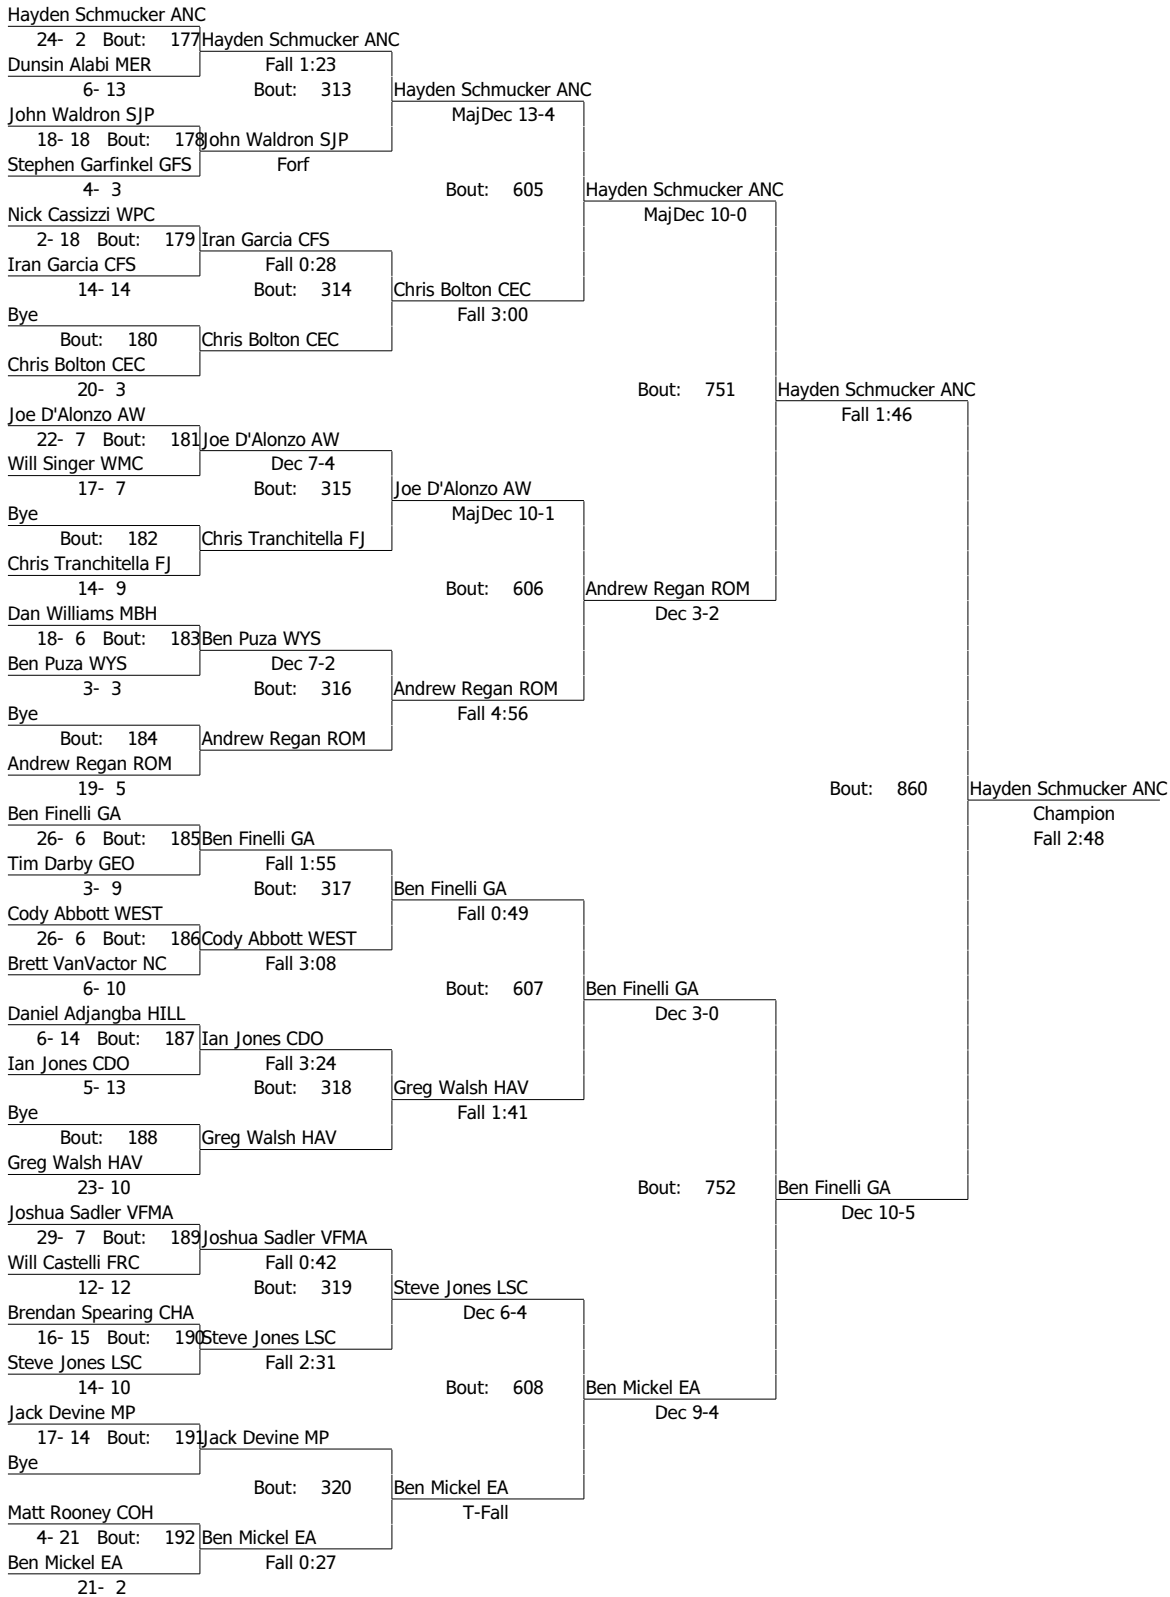 Hayden Schmucker ANC
24- 2 Bout: 177 Hayden Schmucker ANC
Dunsin Alabi MER Fall 1:23
6- 13 Bout: 313 Hayden Schmucker ANC
John Waldron SJP MajDec 13-4
18- 18 Bout: 178 John Waldron SJP
Stephen Garfinkel GFS Forf
4- 3 Bout: 605 Hayden Schmucker ANC
Nick Cassizzi WPC MajDec 10-0
2- 18 Bout: 179 Iran Garcia CFS
Iran Garcia CFS Fall 0:28
14- 14 Bout: 314 Chris Bolton CEC
Bye Fall 3:00
Bout: 180 Chris Bolton CEC
Chris Bolton CEC
20- 3 Bout: 751 Hayden Schmucker ANC
Joe D'Alonzo AW Fall 1:46
22- 7 Bout: 181 Joe D'Alonzo AW
Will Singer WMC Dec 7-4
17- 7 Bout: 315 Joe D'Alonzo AW
Bye MajDec 10-1
Bout: 182 Chris Tranchitella FJ
Chris Tranchitella FJ
14- 9 Bout: 606 Andrew Regan ROM
Dan Williams MBH Dec 3-2
18- 6 Bout: 183 Ben Puza WYS
Ben Puza WYS Dec 7-2
3- 3 Bout: 316 Andrew Regan ROM
Bye Fall 4:56
Bout: 184 Andrew Regan ROM
Andrew Regan ROM
19- 5 Bout: 860 Hayden Schmucker ANC
Ben Finelli GA Champion
26- 6 Bout: 185 Ben Finelli GA Fall 2:48
Tim Darby GEO Fall 1:55
3- 9 Bout: 317 Ben Finelli GA
Cody Abbott WEST Fall 0:49
26- 6 Bout: 186 Cody Abbott WEST
Brett VanVactor NC Fall 3:08
6- 10 Bout: 607 Ben Finelli GA
Daniel Adjangba HILL Dec 3-0
6- 14 Bout: 187 Ian Jones CDO
Ian Jones CDO Fall 3:24
5- 13 Bout: 318 Greg Walsh HAV
Bye Fall 1:41
Bout: 188 Greg Walsh HAV
Greg Walsh HAV
23- 10 Bout: 752 Ben Finelli GA
Joshua Sadler VFMA Dec 10-5
29- 7 Bout: 189 Joshua Sadler VFMA
Will Castelli FRC Fall 0:42
12- 12 Bout: 319 Steve Jones LSC
Brendan Spearing CHA Dec 6-4
16- 15 Bout: 190 Steve Jones LSC
Steve Jones LSC Fall 2:31
14- 10 Bout: 608 Ben Mickel EA
Jack Devine MP Dec 9-4
17- 14 Bout: 191 Jack Devine MP
Bye
Bout: 320 Ben Mickel EA
Matt Rooney COH T-Fall
4- 21 Bout: 192 Ben Mickel EA
Ben Mickel EA Fall 0:27
21- 2